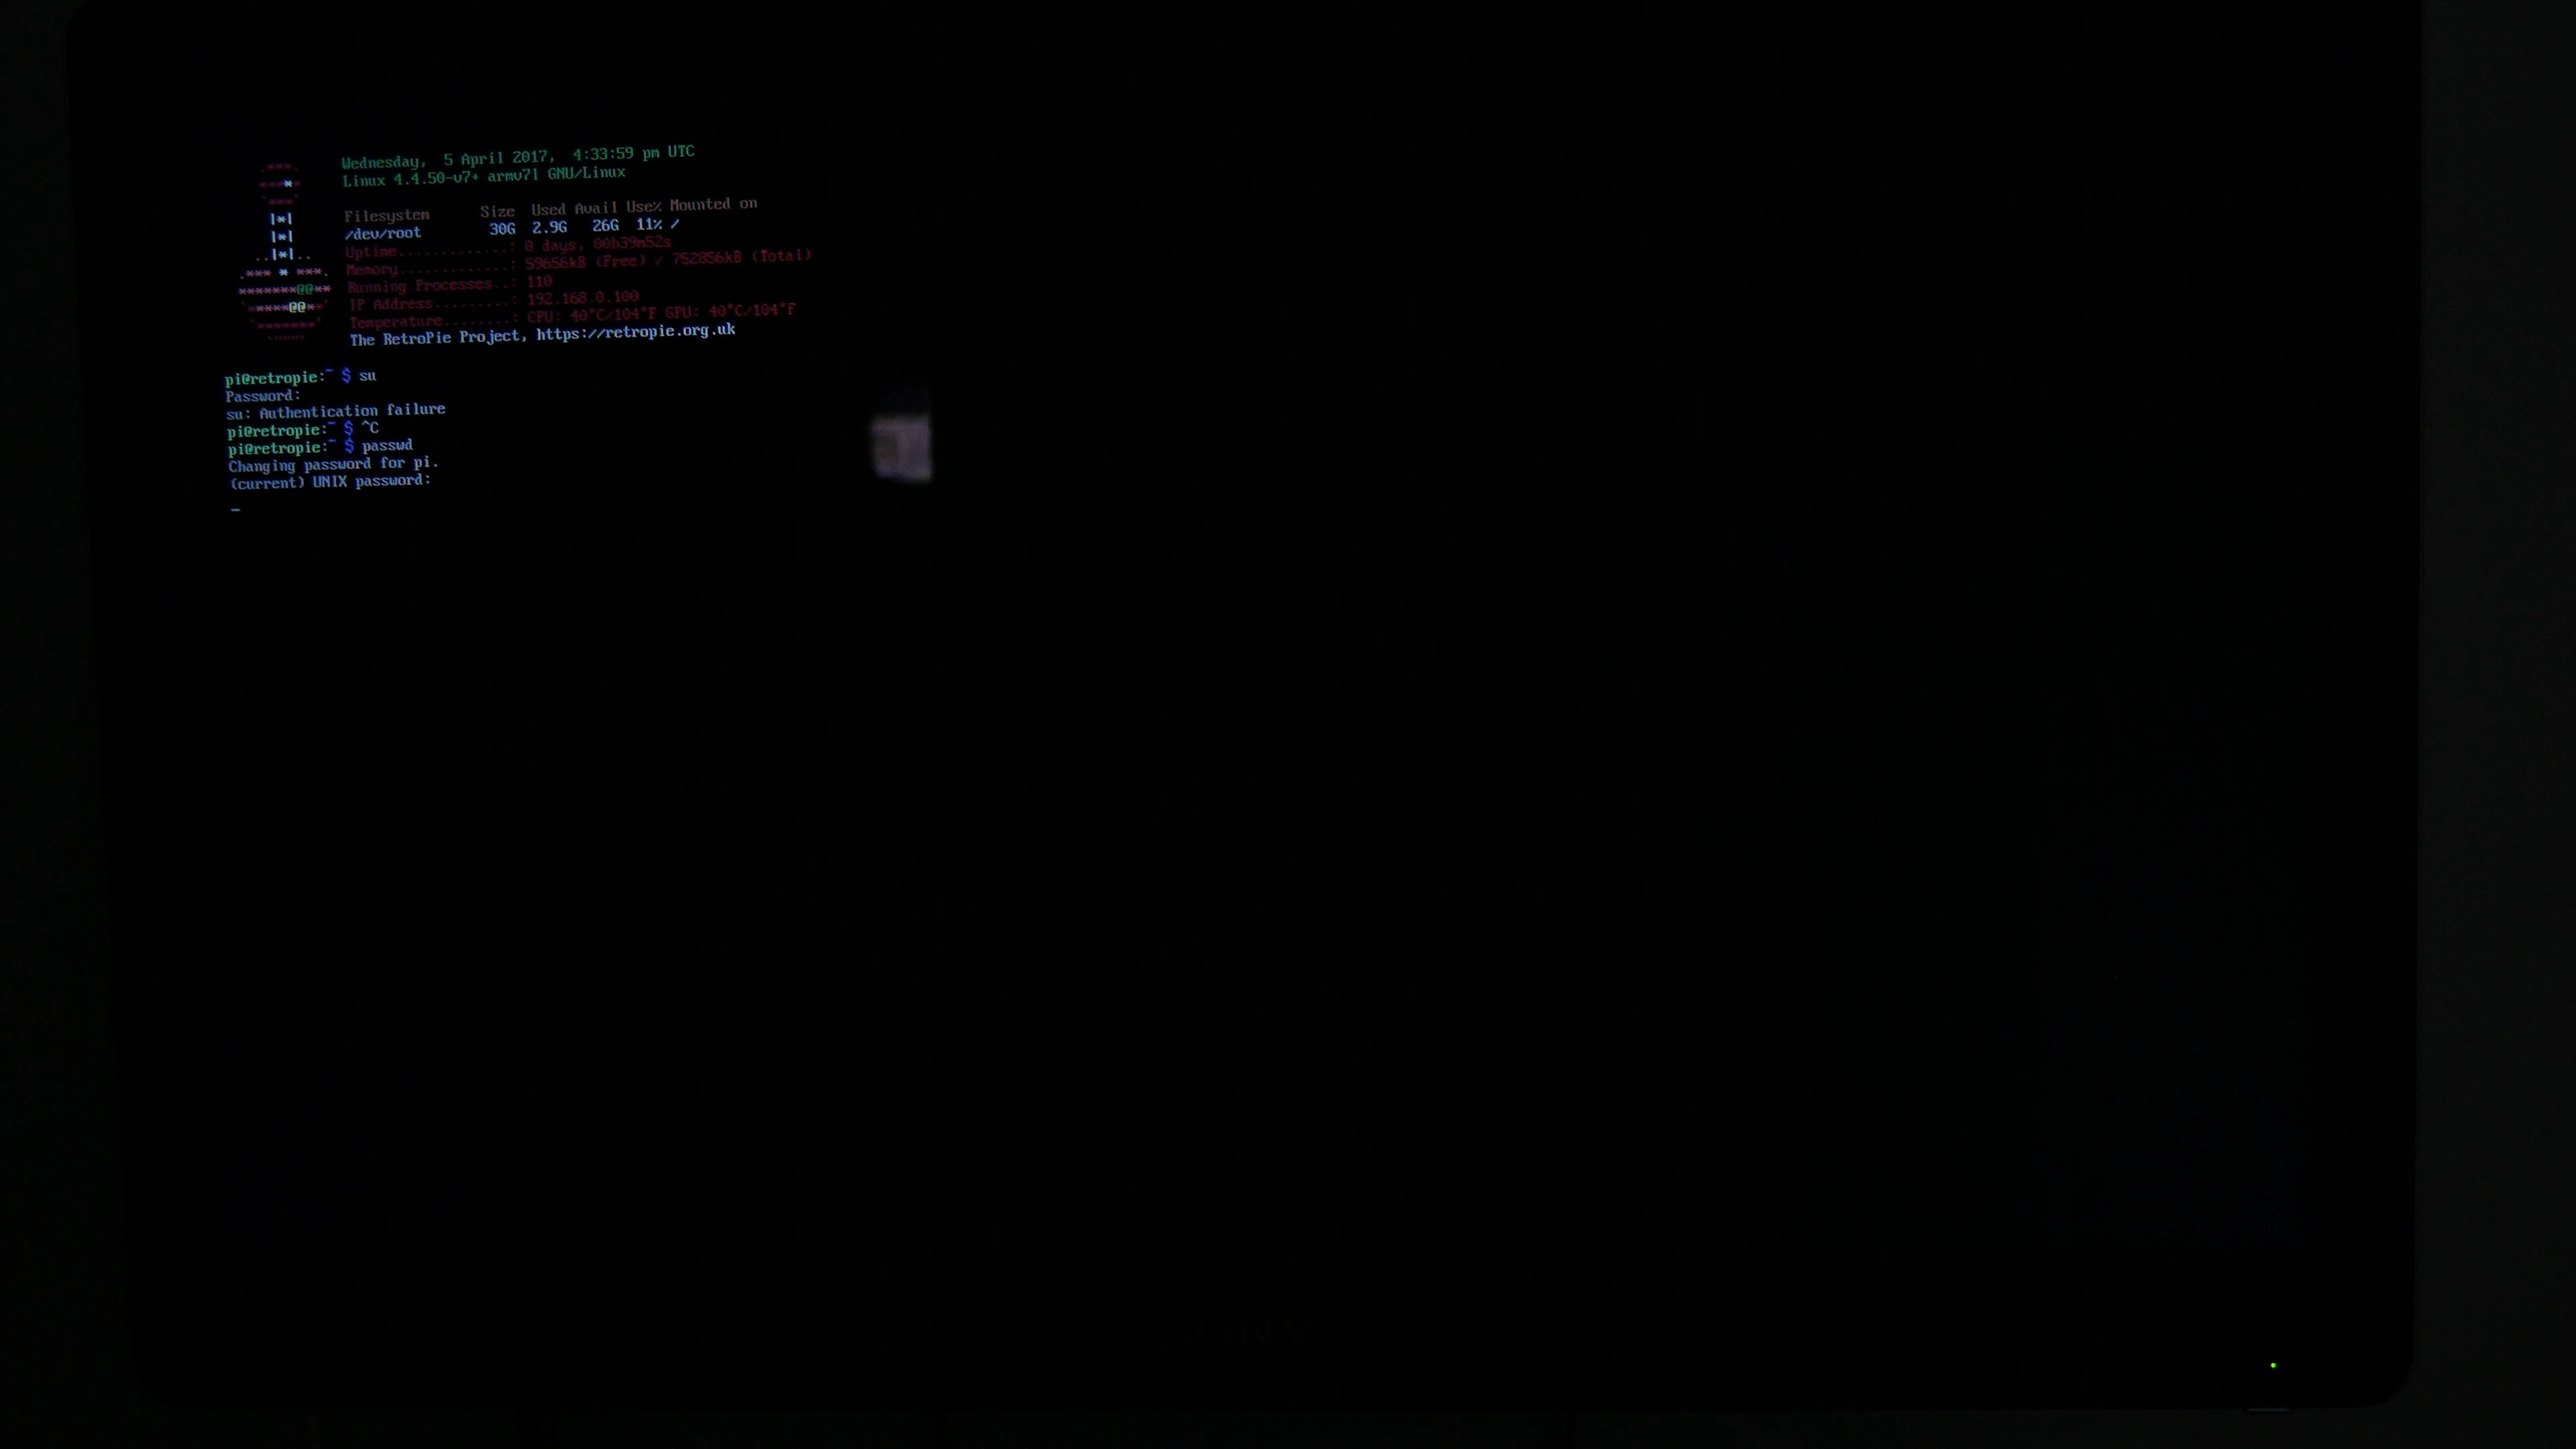 Wednesday,  5 April 2017,  4:33:59 pm UTC
Linux 4.4.50-v7+ armv7l GNU/Linux
Filesystem      Size  Used Avail Use% Mounted on
/dev/root        30G  2.9G   26G  11% /
Uptime.............: 0 days, 00h39m52s
Memory.............: 59656kB (Free) / 752856kB (Total)
Running Processes..: 110
IP Address.........: 192.168.0.100
Temperature........: CPU: 40°C/104°F GPU: 40°C/104°F
The RetroPie Project, https://retropie.org.uk
pi@retropie:~ $ su
Password:
su: Authentication failure
pi@retropie:~ $ ^C
pi@retropie:~ $ passwd
Changing password for pi.
(current) UNIX password:
_